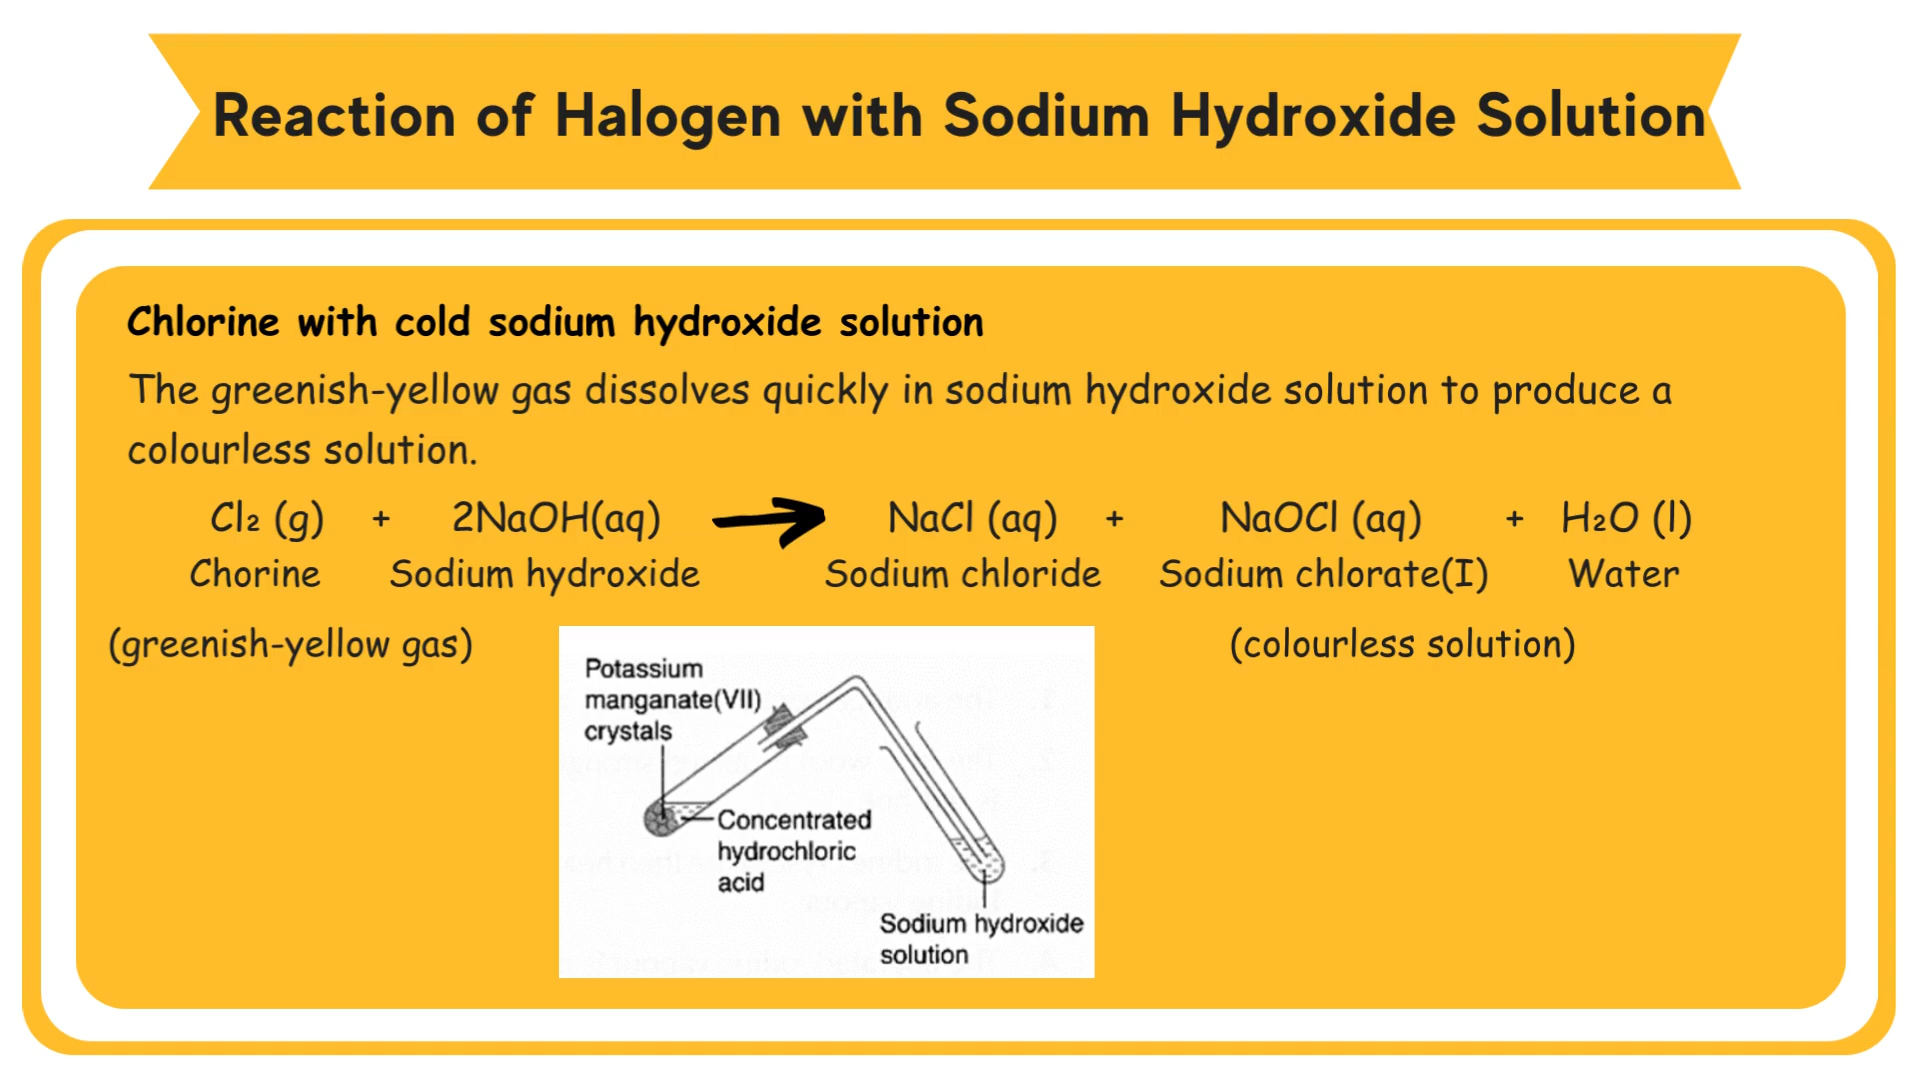 Reaction of Halogen with Sodium Hydroxide Solution
Chlorine with cold sodium hydroxide solution
The greenish-yellow gas dissolves quickly in sodium hydroxide solution to produce a
colourless solution.
Cl₂ (g) + 2NaOH(aq) → NaCl (aq) + NaOCl (aq) + H₂O (l)
Chorine Sodium hydroxide Sodium chloride Sodium chlorate(I) Water
(greenish-yellow gas) (colourless solution)
Potassium
manganate(VII)
crystals
Concentrated
hydrochloric
acid
Sodium hydroxide
solution